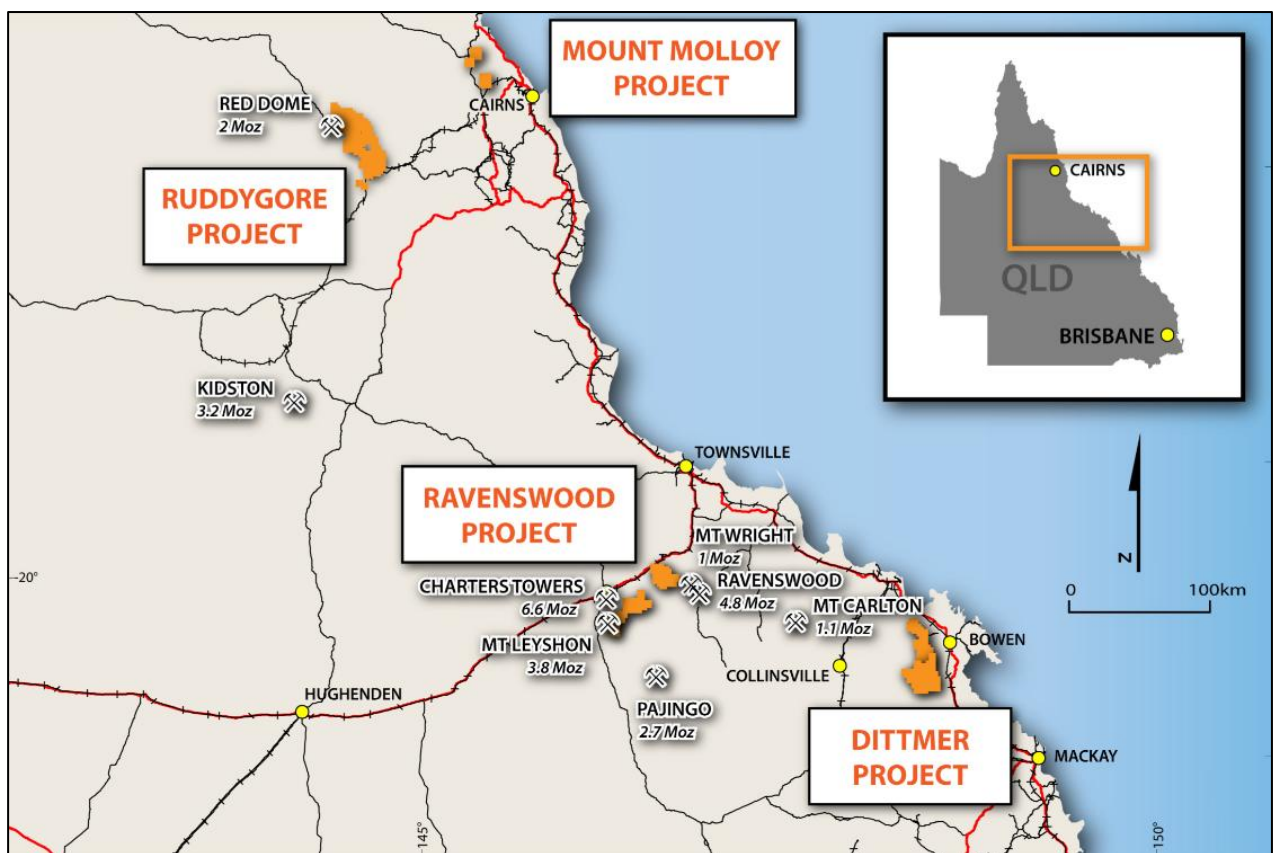 MOUNT MOLLOY
PROJECT
RED DOME
2 Moz
CAIRNS
RUDDYGORE
PROJECT
CAIRNS
QLD
BRISBANE
KIDSTON
3.2 Moz
TOWNSVILLE
RAVENSWOOD
PROJECT
MT WRIGHT
1 Moz
N
20°
CHARTERS TOWERS
6.6 Moz
RAVENSWOOD
4.8 Moz
MT CARLTON
1.1 Moz
0
100km
MT LEYSHON
3.8 Moz
BOWEN
COLLINSVILLE
HUGHENDEN
PAJINGO
2.7 Moz
DITTMER
PROJECT
MACKAY
145°
150°